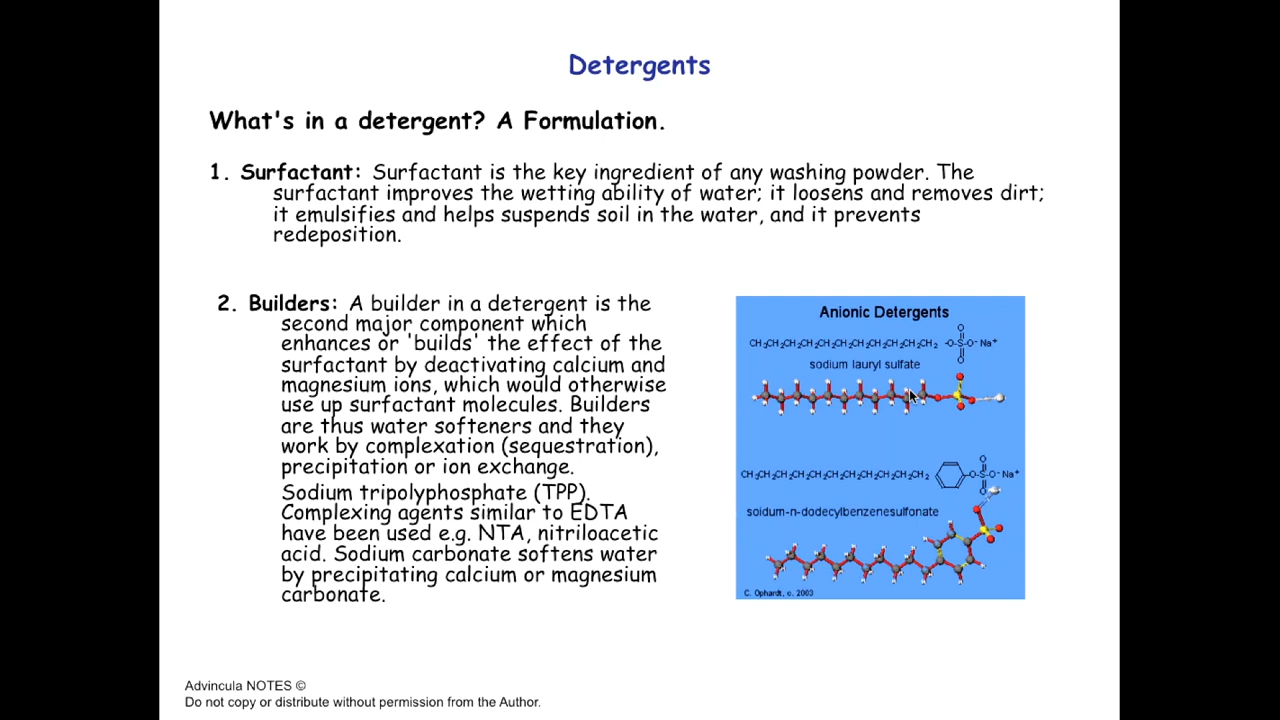 Detergents
What's in a detergent? A Formulation.
1. Surfactant: Surfactant is the key ingredient of any washing powder. The
surfactant improves the wetting ability of water; it loosens and removes dirt;
it emulsifies and helps suspends soil in the water, and it prevents
redeposition.
2. Builders: A builder in a detergent is the
second major component which
enhances or 'builds' the effect of the
surfactant by deactivating calcium and
magnesium ions, which would otherwise
use up surfactant molecules. Builders
are thus water softeners and they
work by complexation (sequestration),
precipitation or ion exchange.
Sodium tripolyphosphate (TPP).
Complexing agents similar to EDTA
have been used e.g. NTA, nitriloacetic
acid. Sodium carbonate softens water
by precipitating calcium or magnesium
carbonate.
Anionic Detergents
O
CH3CH2CH2CH2CH2CH2CH2CH2CH2CH2CH2CH2 -O-S-O- Na+
O
sodium lauryl sulfate
O
CH3CH2CH2CH2CH2CH2CH2CH2CH2CH2CH2CH2 -O-S-O- Na+
O
soidum-n-dodecylbenzenesulfonate
C. Ophardt, c. 2003
Advincula NOTES ©
Do not copy or distribute without permission from the Author.